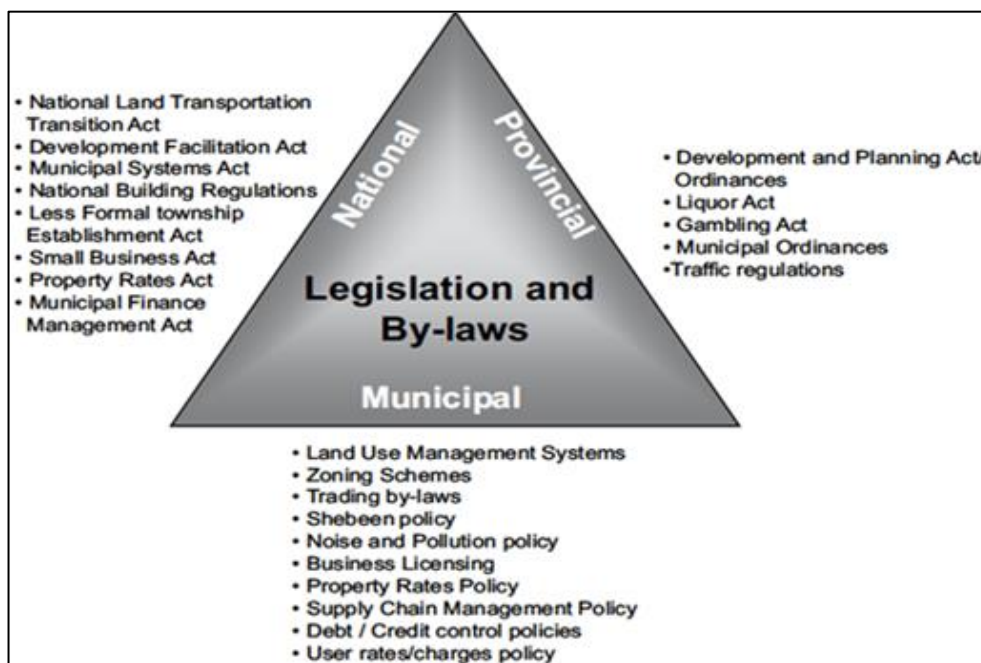 • National Land Transportation
Transition Act
• Development Facilitation Act
• Municipal Systems Act
• National Building Regulations
• Less Formal township
Establishment Act
• Small Business Act
• Property Rates Act
• Municipal Finance
Management Act
National
Provincial
• Development and Planning Act/
Ordinances
• Liquor Act
• Gambling Act
• Municipal Ordinances
•Traffic regulations
Legislation and
By-laws
Municipal
• Land Use Management Systems
• Zoning Schemes
• Trading by-laws
• Shebeen policy
• Noise and Pollution policy
• Business Licensing
• Property Rates Policy
• Supply Chain Management Policy
• Debt / Credit control policies
• User rates/charges policy